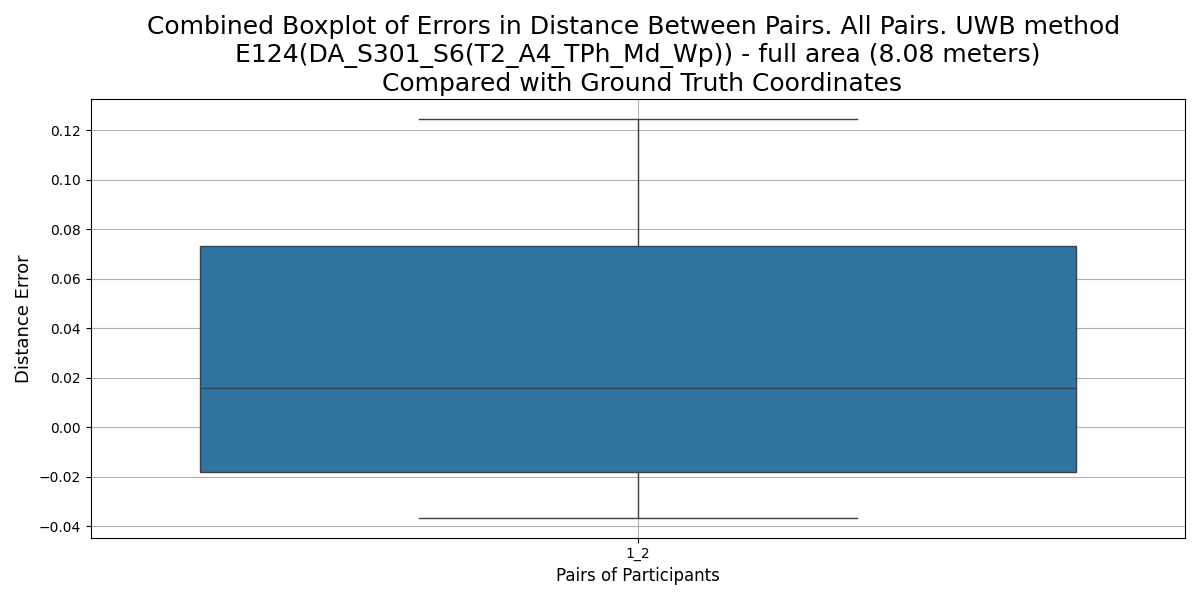 Combined Boxplot of Errors in Distance Between Pairs. All Pairs. UWB method
E124(DA_S301_S6(T2_A4_TPh_Md_Wp)) - full area (8.08 meters)
Compared with Ground Truth Coordinates
0.12
0.10
0.08
0.06
0.04
0.02
0.00
−0.02
−0.04
Distance Error
1_2
Pairs of Participants